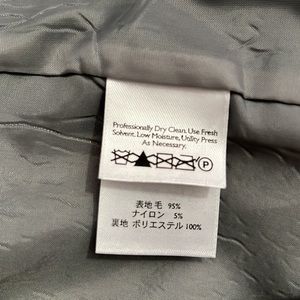 Professionally Dry Clean. Use Fresh
Solvent, Low Moisture, Utility Press
As Necessary.
P
表地 毛 95%
ナイロン 5%
裏地 ポリエステル 100%